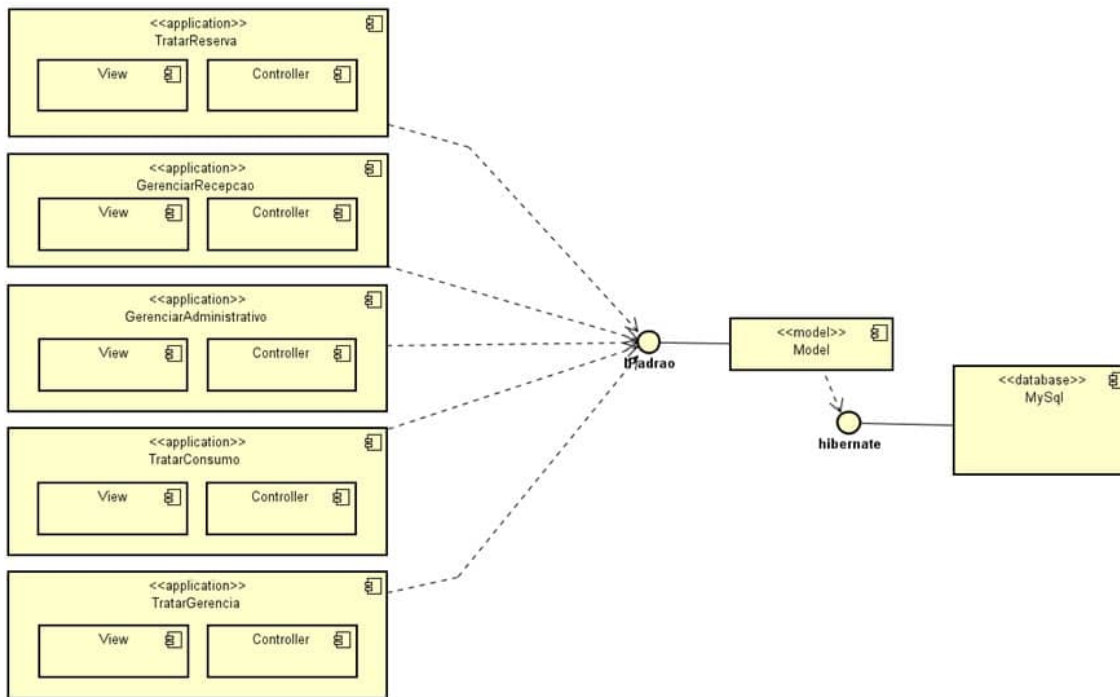 <<application>>
TratarReserva
View
Controller
<<application>>
GerenciarRecepcao
View
Controller
<<application>>
GerenciarAdministrativo
View
Controller
<<application>>
TratarConsumo
View
Controller
<<application>>
TratarGerencia
View
Controller
IPadrao
<<model>>
Model
hibernate
<<database>>
MySql